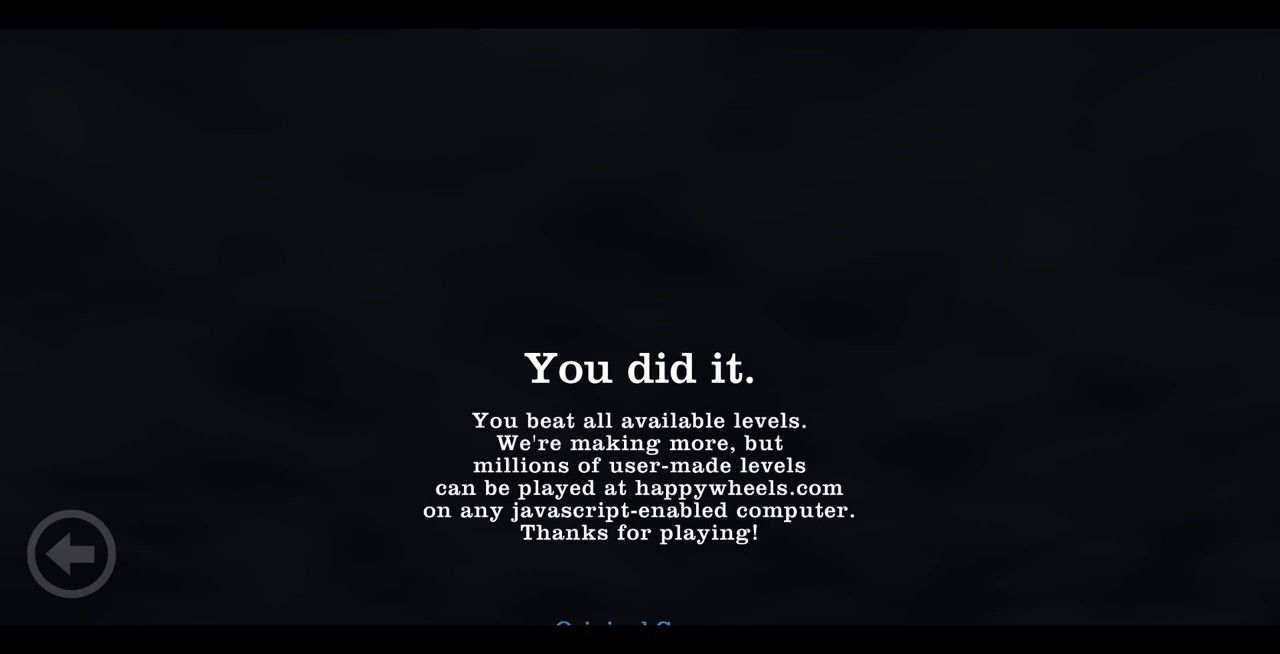 You did it.
You beat all available levels.
We're making more, but
millions of user-made levels
can be played at happywheels.com
on any javascript-enabled computer.
Thanks for playing!